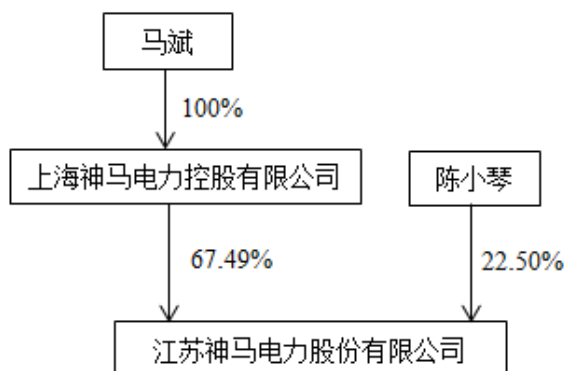 马斌
100%
上海神马电力控股有限公司
陈小琴
67.49%
22.50%
江苏神马电力股份有限公司